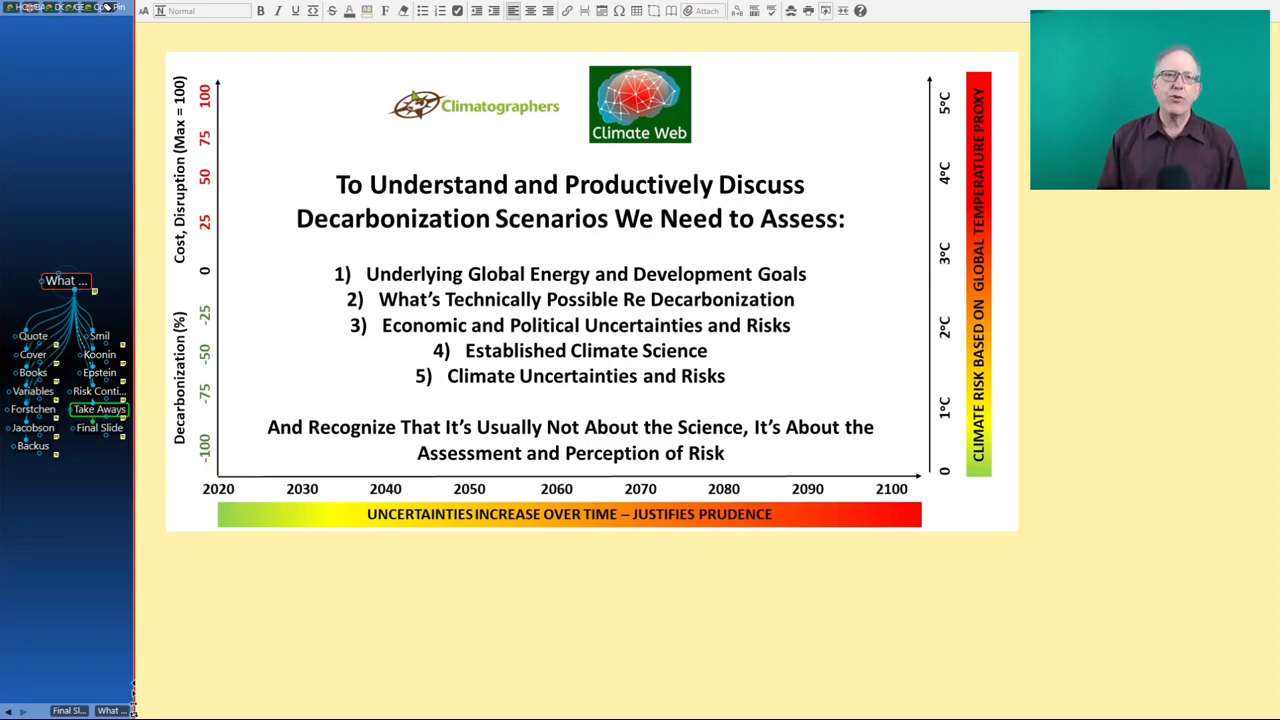 Normal
B
I
U
Attach
Cost, Disruption (Max = 100)
Decarbonization (%)
100
75
50
25
0
-25
-50
-75
-100
Climatographers
Climate Web
To Understand and Productively Discuss
Decarbonization Scenarios We Need to Assess:
1) Underlying Global Energy and Development Goals
2) What's Technically Possible Re Decarbonization
3) Economic and Political Uncertainties and Risks
4) Established Climate Science
5) Climate Uncertainties and Risks
And Recognize That It's Usually Not About the Science, It's About the
Assessment and Perception of Risk
2020 2030 2040 2050 2060 2070 2080 2090 2100
UNCERTAINTIES INCREASE OVER TIME – JUSTIFIES PRUDENCE
5°C
4°C
3°C
2°C
1°C
0
CLIMATE RISK BASED ON GLOBAL TEMPERATURE PROXY
What ...
Quote
Smil
Cover
Koonin
Books
Epstein
Variables
Risk Conti...
Forstchen
Take Aways
Jacobson
Final Slide
Backus
Final Sl...
What ...